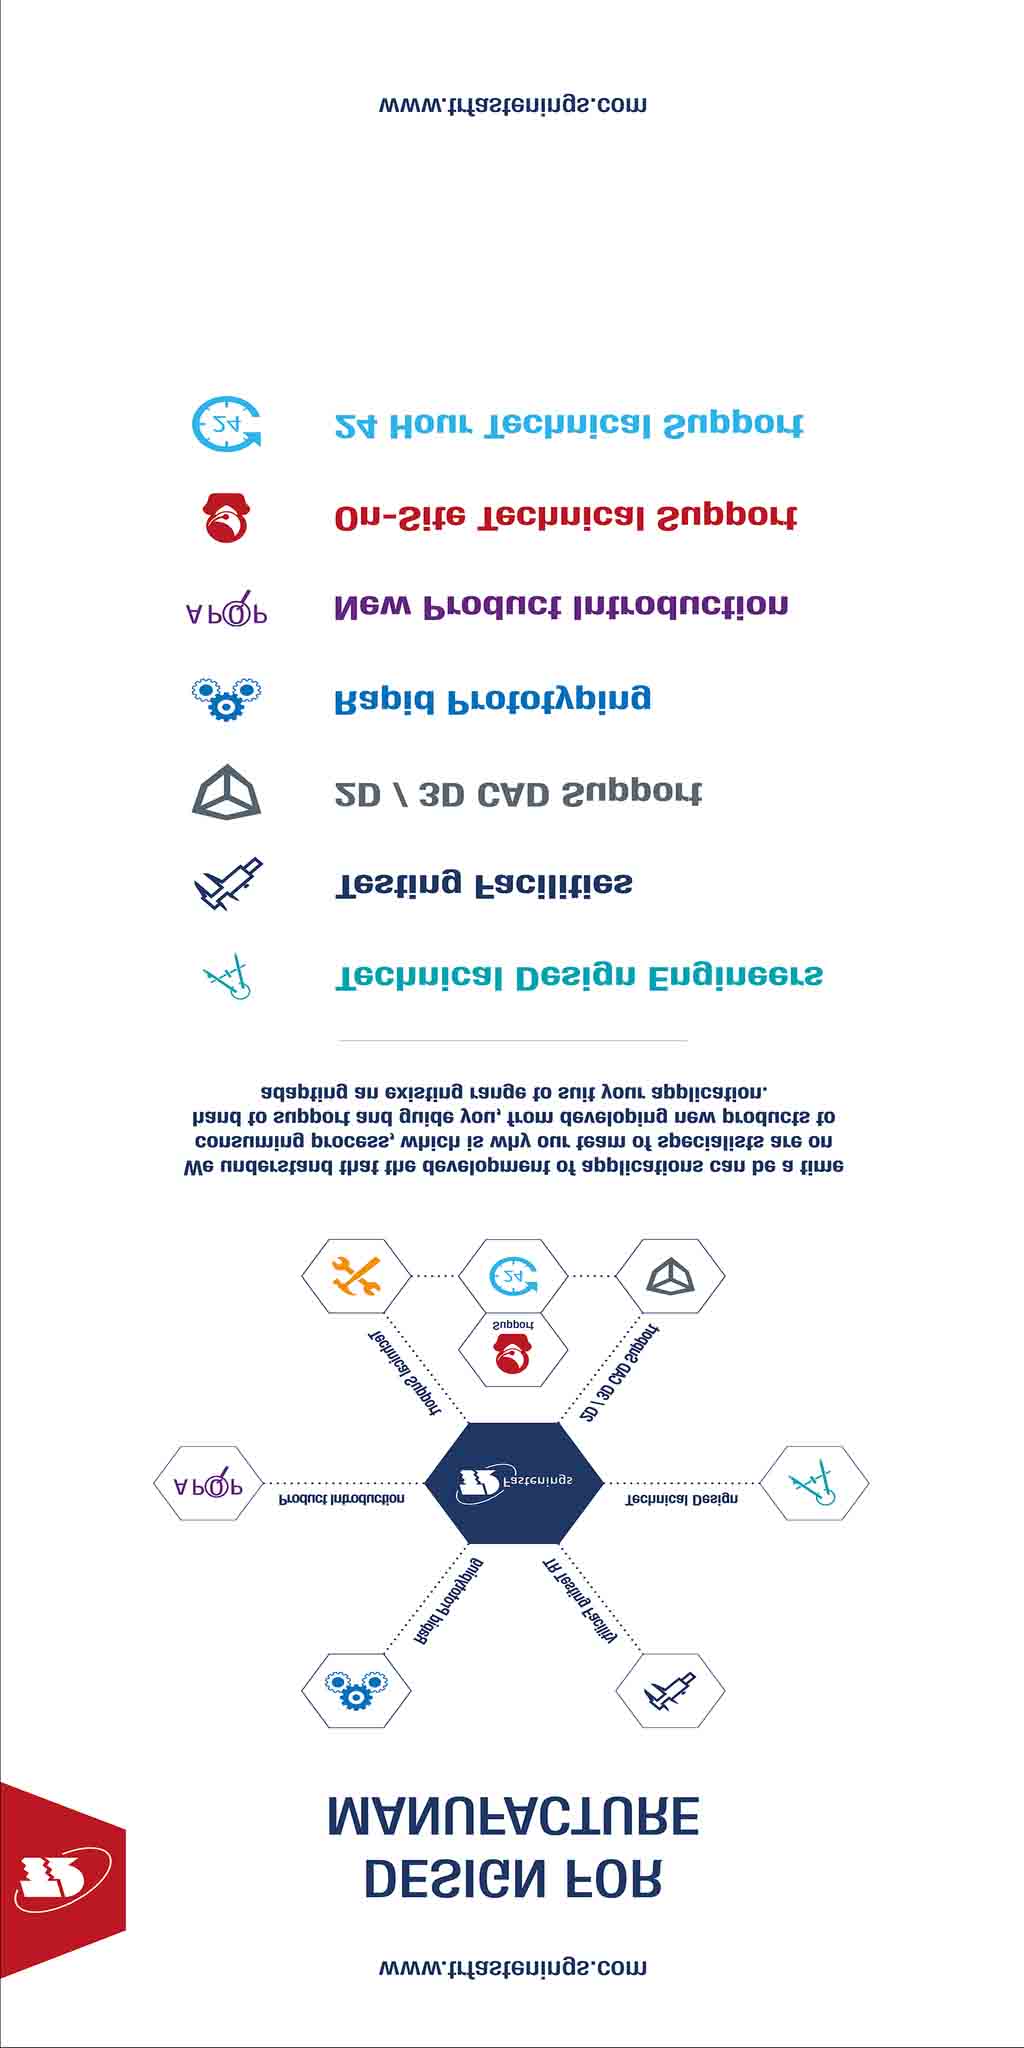 www.trfastenings.com
DESIGN FOR
MANUFACTURE
Rapid Prototyping
TR Testing Facility
APQP
Product Introduction
Fastenings
Technical Design
Technical Support
Support
24
2D / 3D CAD Support
We understand that the development of applications can be a time
consuming process, which is why our team of specialists are on
hand to support and guide you, from developing new products to
adapting an existing range to suit your application.
Technical Design Engineers
Testing Facilities
2D / 3D CAD Support
Rapid Prototyping
APQP
New Product Introduction
On-Site Technical Support
24
24 Hour Technical Support
www.trfastenings.com